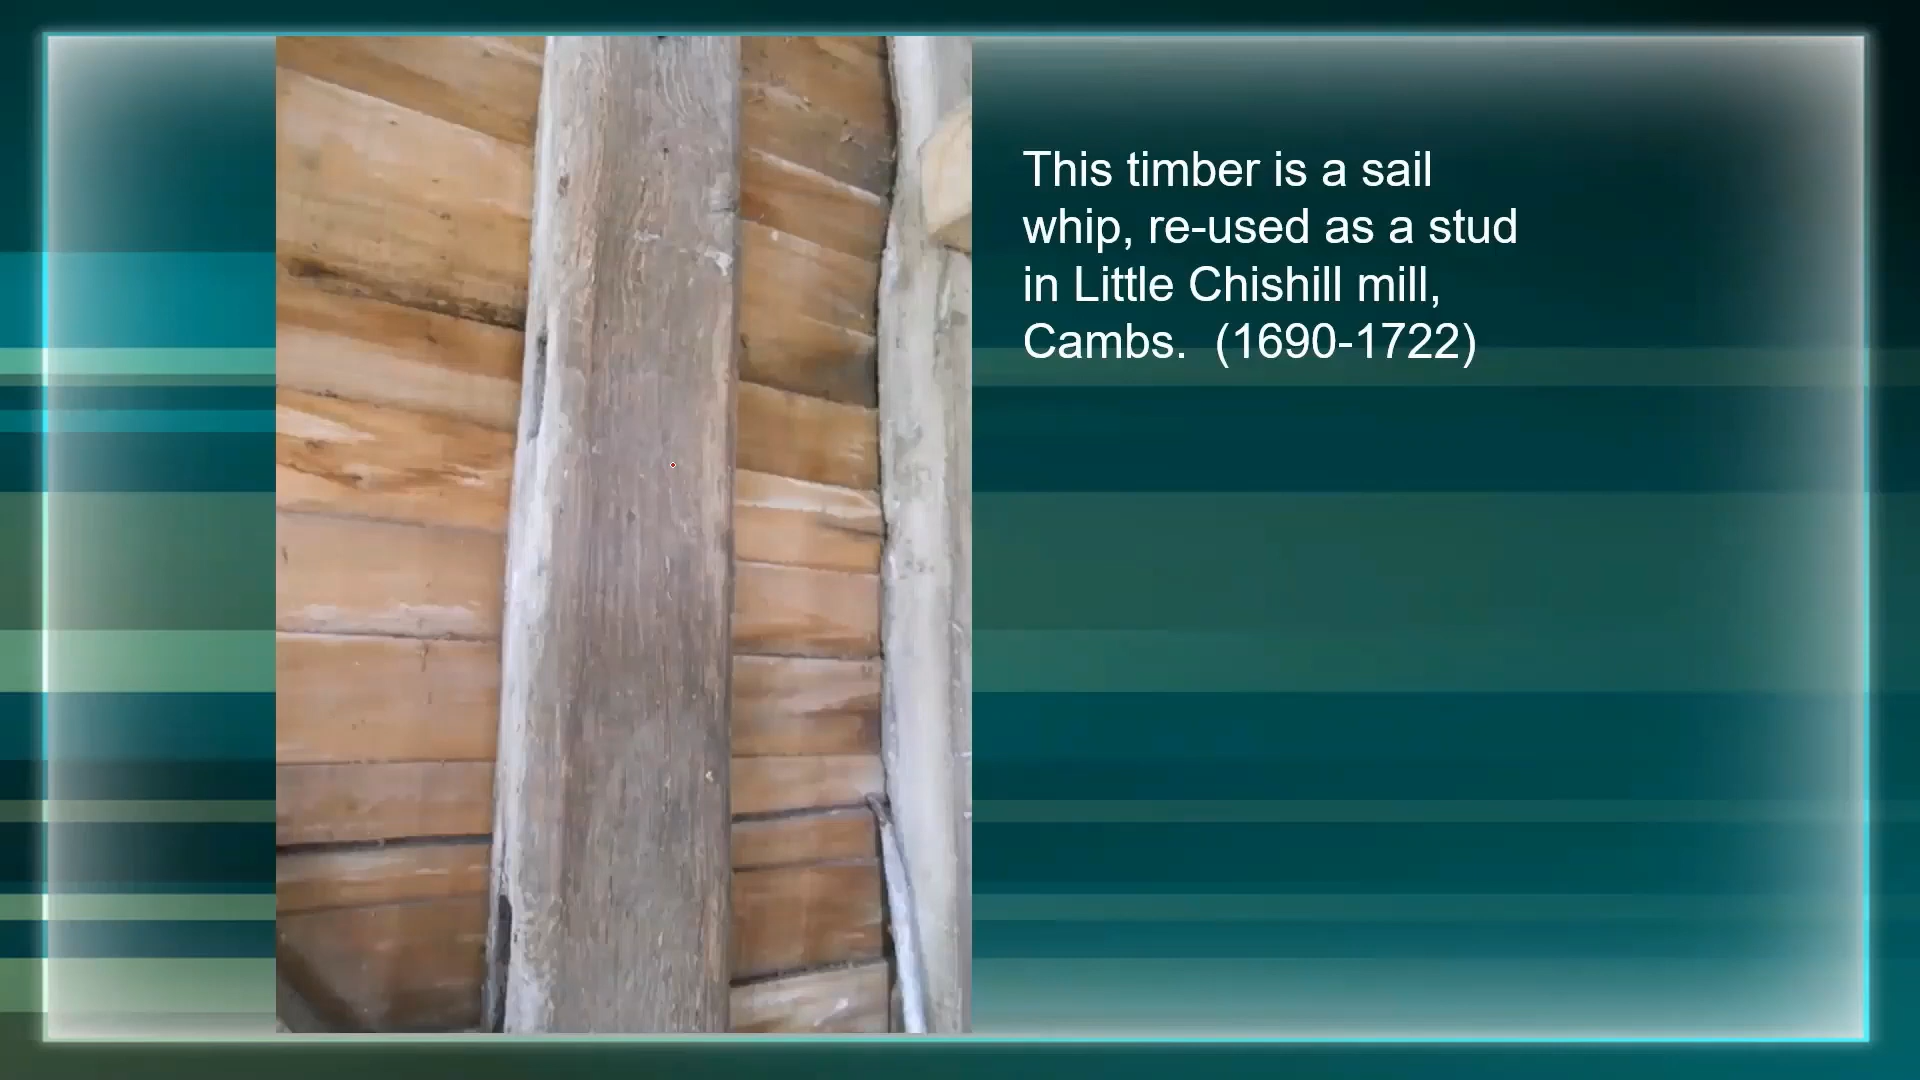 This timber is a sail
whip, re-used as a stud
in Little Chishill mill,
Cambs.  (1690-1722)